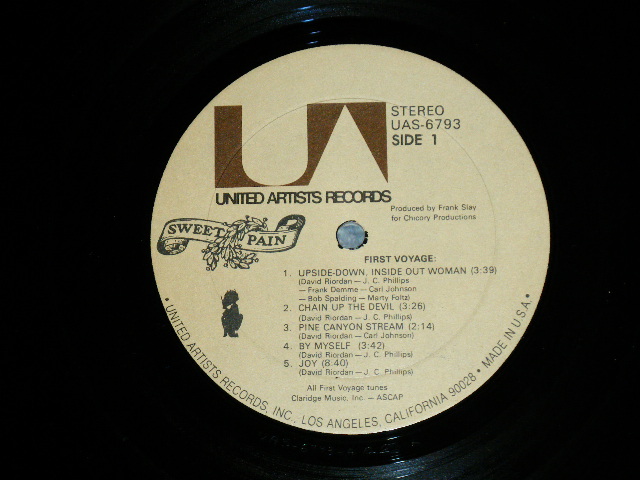 UA
STEREO
UAS-6793
SIDE 1
UNITED ARTISTS RECORDS
Produced by Frank Slay
for Chicory Productions
SWEET PAIN
FIRST VOYAGE:
1. UPSIDE-DOWN, INSIDE OUT WOMAN (3:39)
(David Riordan — J. C. Phillips
— Frank Demme — Carl Johnson
— Bob Spalding — Marty Foltz)
2. CHAIN UP THE DEVIL (3:26)
(David Riordan — J. C. Phillips)
3. PINE CANYON STREAM (2:14)
(David Riordan — Carl Johnson)
4. BY MYSELF (3:42)
(David Riordan — J. C. Phillips)
5. JOY (8:40)
(David Riordan — J. C. Phillips)
All First Voyage tunes
Claridge Music, Inc. — ASCAP
• UNITED ARTISTS RECORDS, INC., LOS ANGELES, CALIFORNIA 90028 • MADE IN U.S.A. •